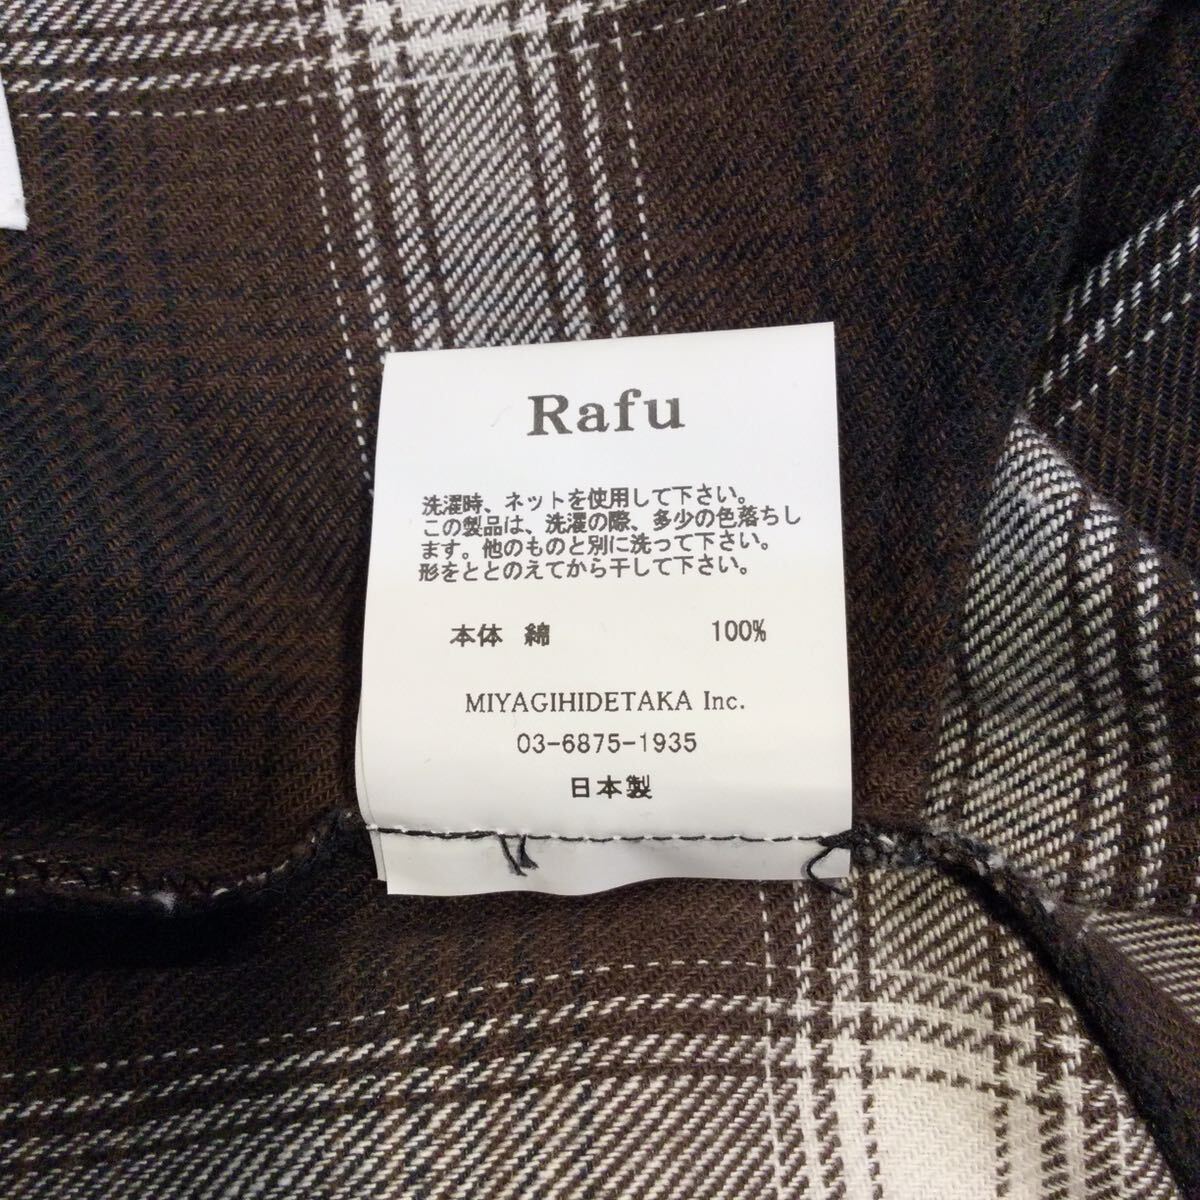 Rafu
洗濯時、ネットを使用して下さい。
この製品は、洗濯の際、多少の色落ちし
ます。他のものと別に洗って下さい。
形をととのえてから干して下さい。
本体 綿 100%
MIYAGIHIDETAKA Inc.
03-6875-1935
日本製